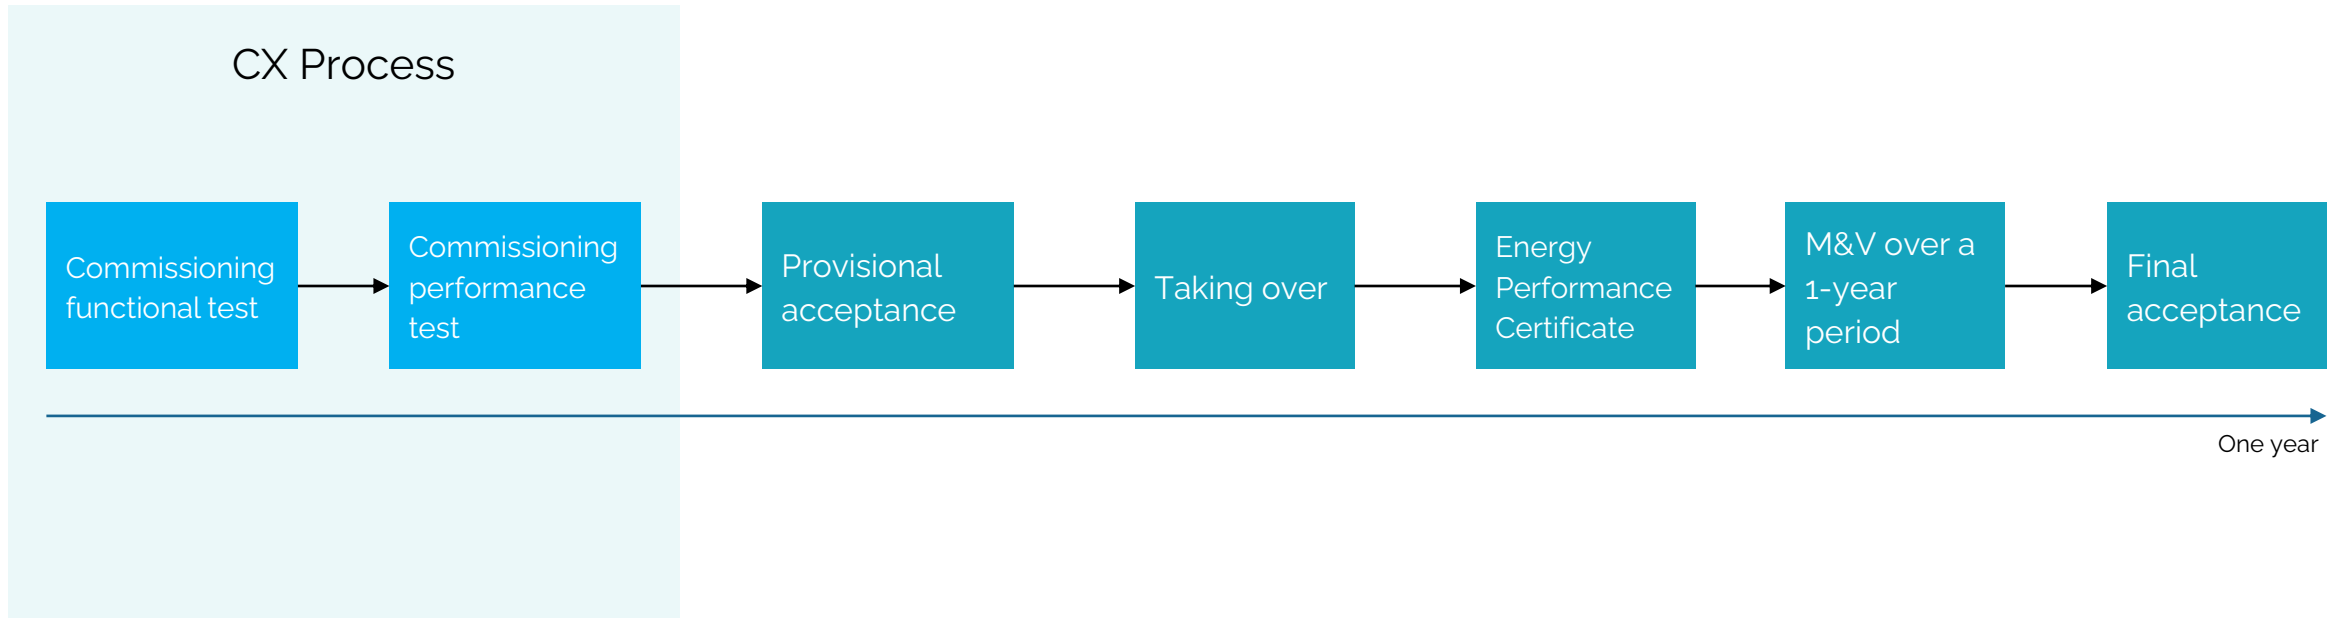 CX Process
Commissioning
functional test
Commissioning
performance
test
Provisional
acceptance
Taking over
Energy
Performance
Certificate
M&V over a
1-year
period
Final
acceptance
One year